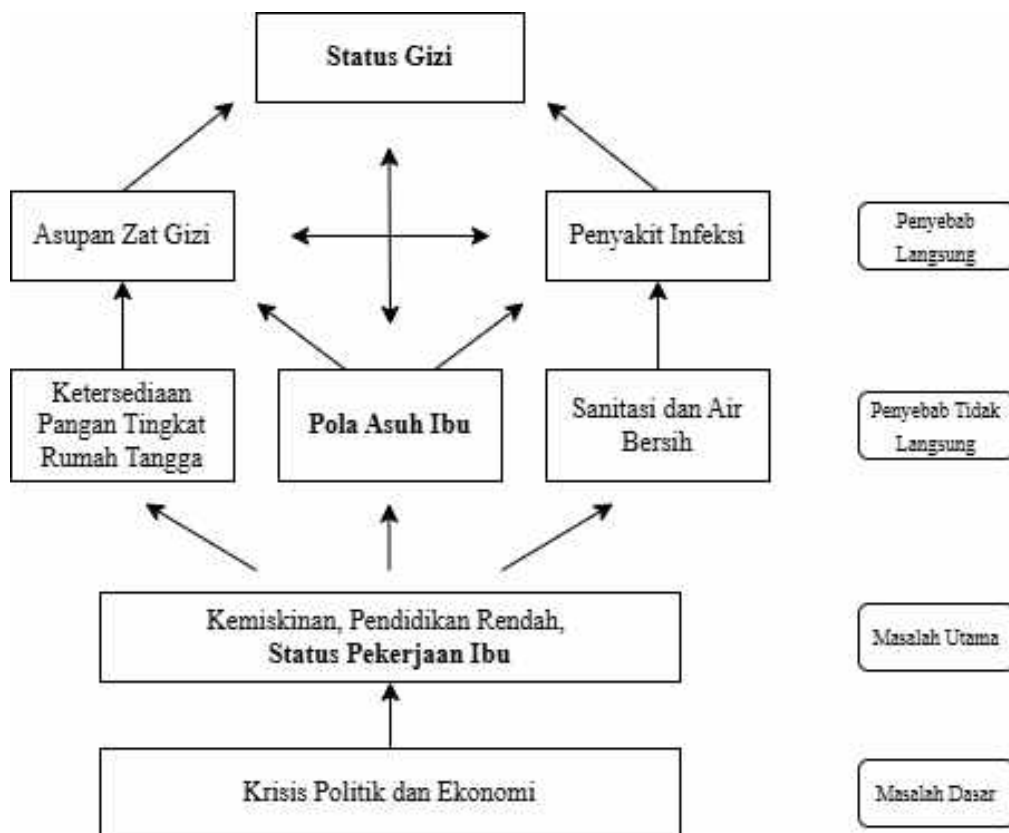 Status Gizi
Asupan Zat Gizi
Penyakit Infeksi
Penyebab
Langsung
Ketersediaan
Pangan Tingkat
Rumah Tangga
Pola Asuh Ibu
Sanitasi dan Air
Bersih
Penyebab Tidak
Langsung
Kemiskinan, Pendidikan Rendah,
Status Pekerjaan Ibu
Masalah Utama
Krisis Politik dan Ekonomi
Masalah Dasar